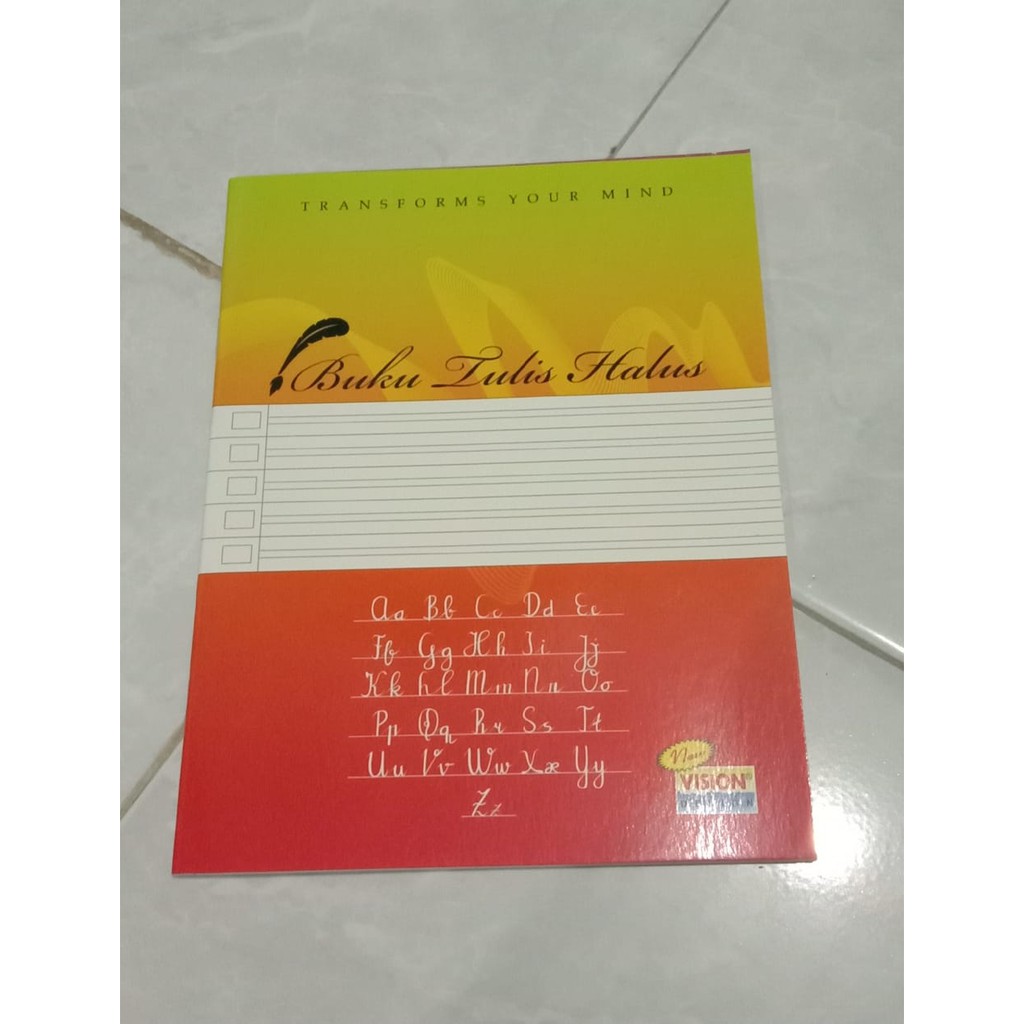 TRANSFORMS YOUR MIND
Buku Tulis Halus
Aa Bb Cc Dd Ee
Ff Gg Hh Ii Jj
Kk Ll Mm Nn Oo
Pp Qq Rr Ss Tt
Uu Vv Ww Xx Yy
Zz
New
VISION®